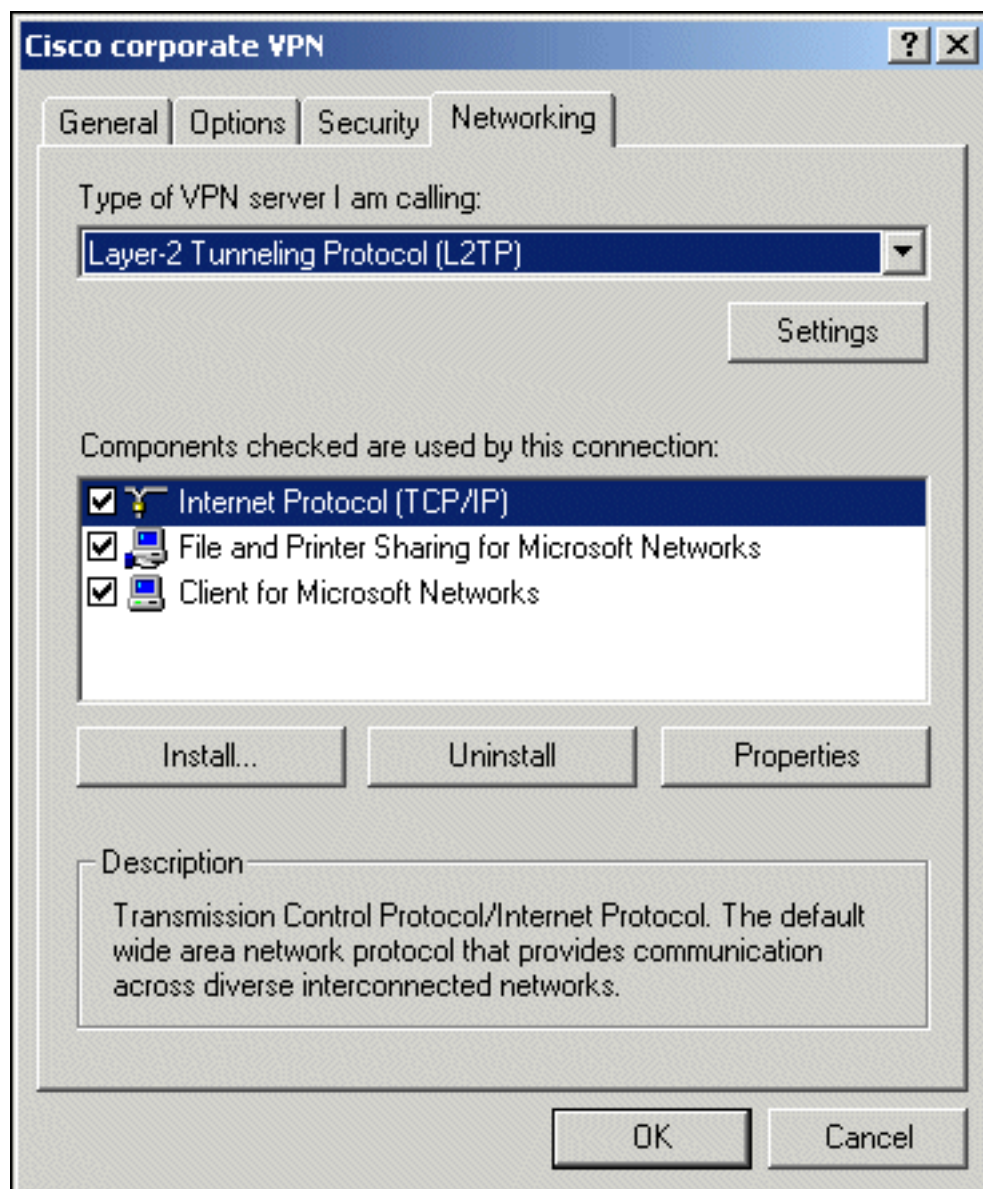 Cisco corporate VPN
General Options Security Networking
Type of VPN server I am calling:
Layer-2 Tunneling Protocol (L2TP)
Settings
Components checked are used by this connection:
Internet Protocol (TCP/IP)
File and Printer Sharing for Microsoft Networks
Client for Microsoft Networks
Install... Uninstall Properties
Description
Transmission Control Protocol/Internet Protocol. The default
wide area network protocol that provides communication
across diverse interconnected networks.
OK Cancel